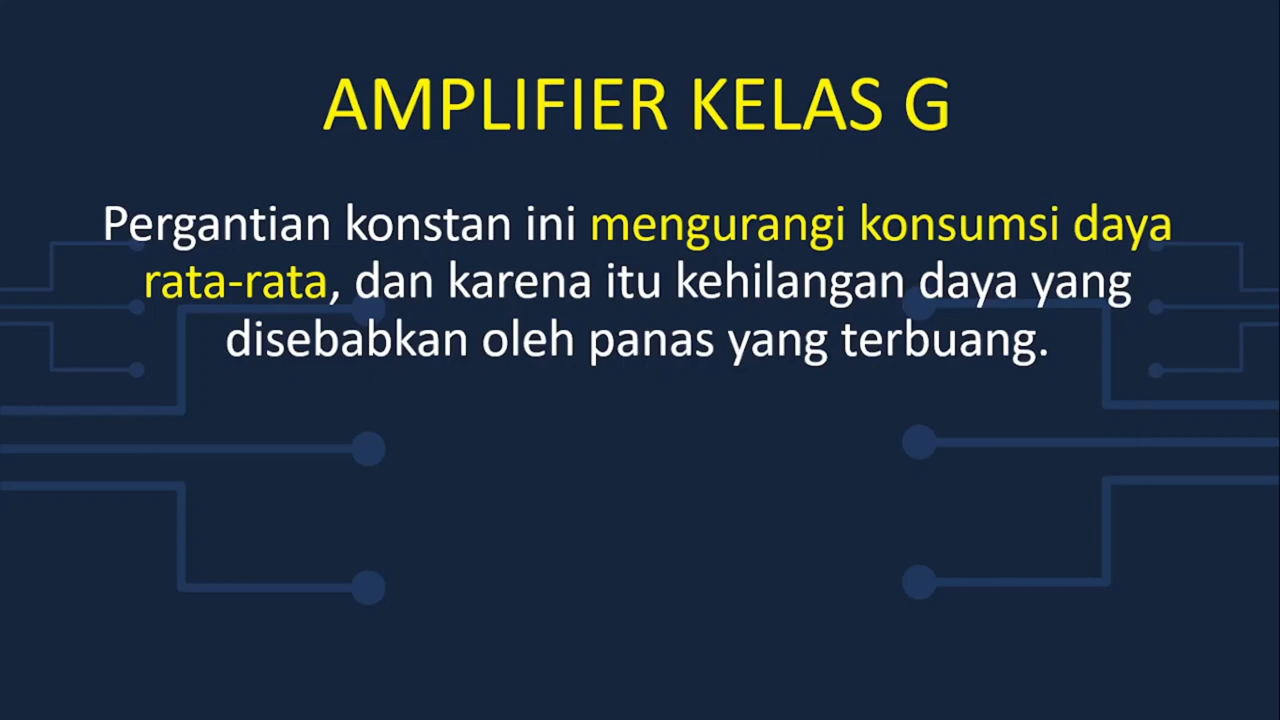 AMPLIFIER KELAS G
Pergantian konstan ini mengurangi konsumsi daya
rata-rata, dan karena itu kehilangan daya yang
disebabkan oleh panas yang terbuang.